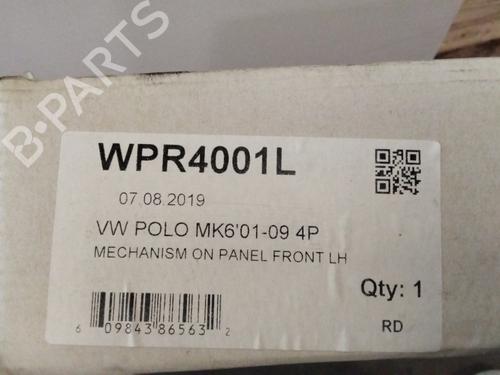 B-PARTS
WPR4001L
07.08.2019
VW POLO MK6'01-09 4P
MECHANISM ON PANEL FRONT LH
Qty: 1
6 09843 86563 2
RD